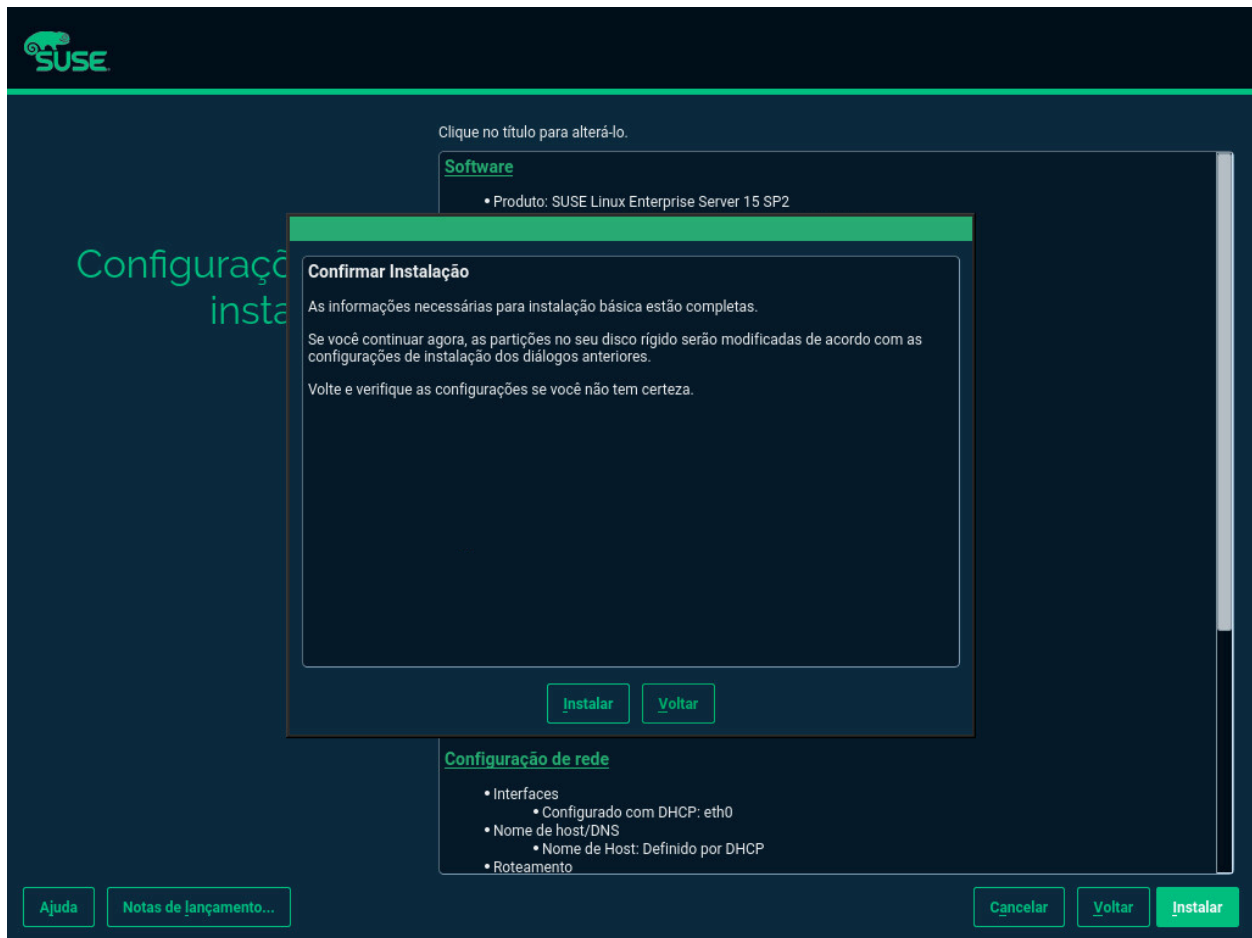 SUSE
Clique no título para alterá-lo.
Software
• Produto: SUSE Linux Enterprise Server 15 SP2
Confirmar Instalação
As informações necessárias para instalação básica estão completas.
Se você continuar agora, as partições no seu disco rígido serão modificadas de acordo com as
configurações de instalação dos diálogos anteriores.
Volte e verifique as configurações se você não tem certeza.
Instalar
Voltar
Configuração de rede
• Interfaces
• Configurado com DHCP: eth0
• Nome de host/DNS
• Nome de Host: Definido por DHCP
• Roteamento
Ajuda
Notas de lançamento...
Cancelar
Voltar
Instalar